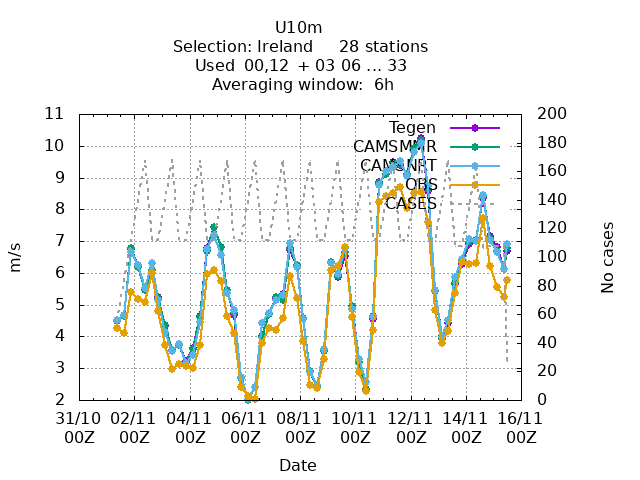 U10m
Selection: Ireland 28 stations
Used 00,12 + 03 06 ... 33
Averaging window: 6h
11
10
9
8
7
6
5
4
3
2
m/s
200
180
160
140
120
100
80
60
40
20
0
No cases
Tegen
CAMSMWR
CAMSNRT
OBS
CASES
31/10 02/11 04/11 06/11 08/11 10/11 12/11 14/11 16/11
00Z 00Z 00Z 00Z 00Z 00Z 00Z 00Z 00Z
Date